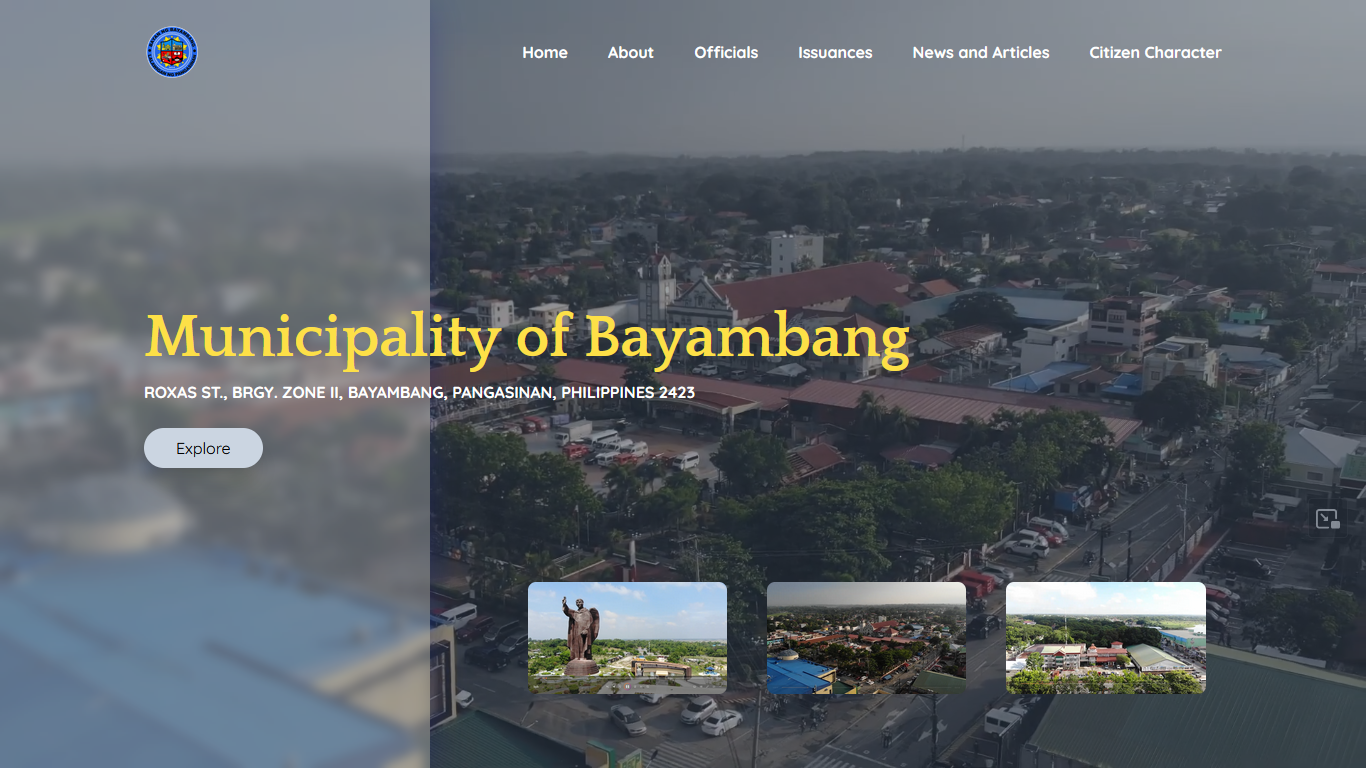 Home About Officials Issuances News and Articles Citizen Character
Municipality of Bayambang
ROXAS ST., BRGY. ZONE II, BAYAMBANG, PANGASINAN, PHILIPPINES 2423
Explore